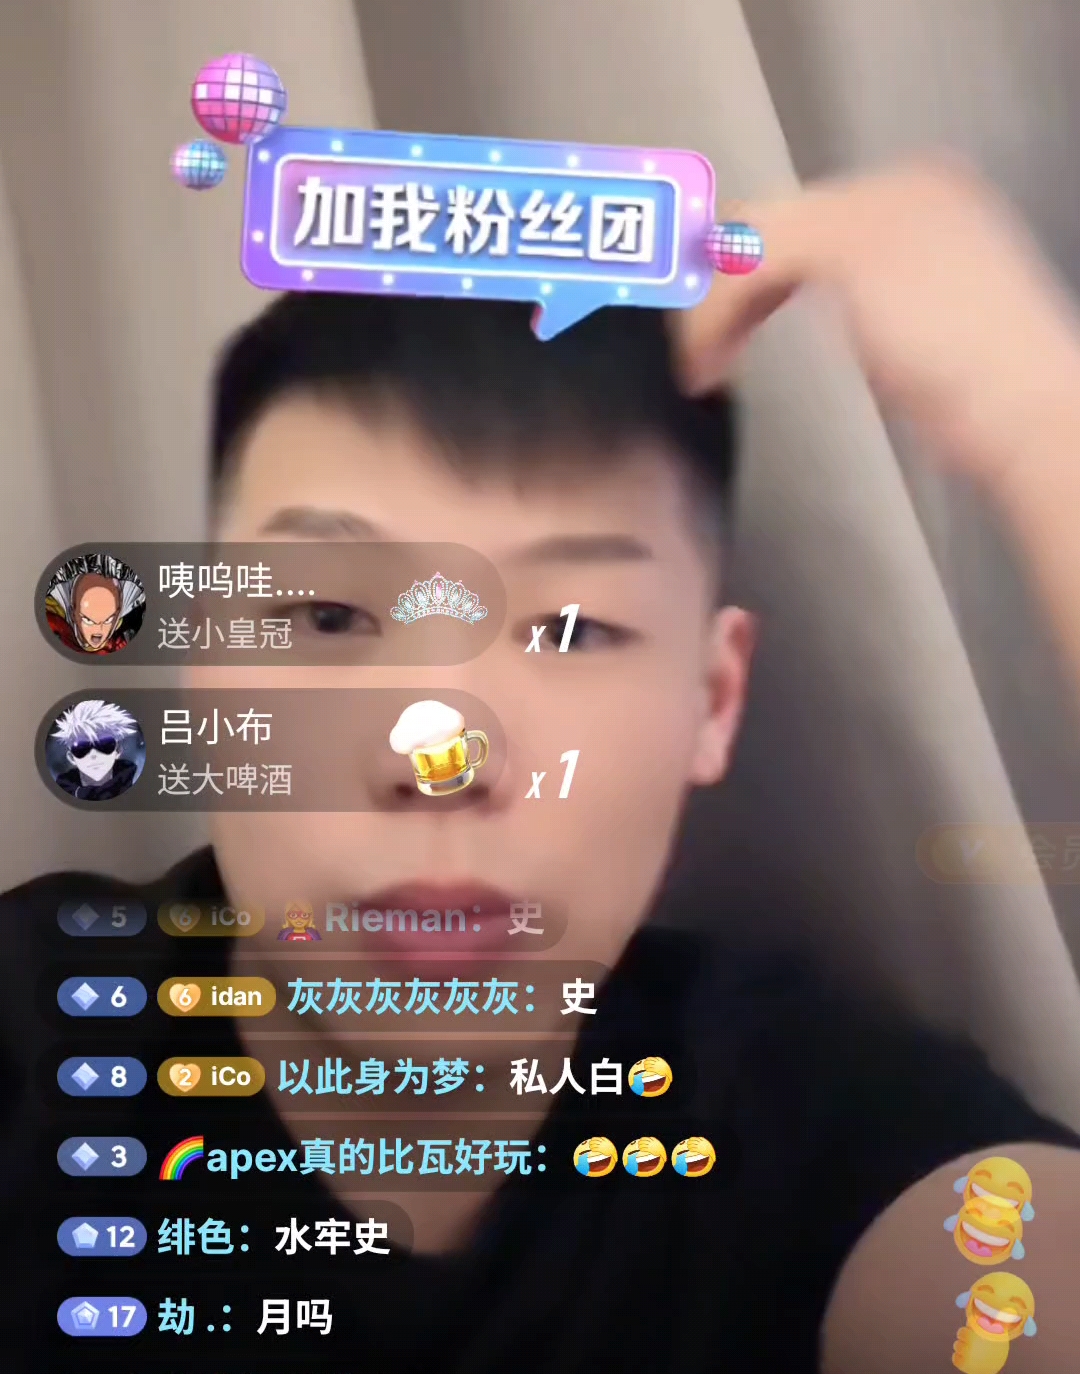 加我粉丝团
咦呜哇....
送小皇冠
x1
吕小布
送大啤酒
x1
会员
5 6 iCo Rieman：史
6 6 idan 灰灰灰灰灰灰：史
8 2 iCo 以此身为梦：私人白
3 apex真的比瓦好玩：
12 绯色：水牢史
17 劫 .：月吗